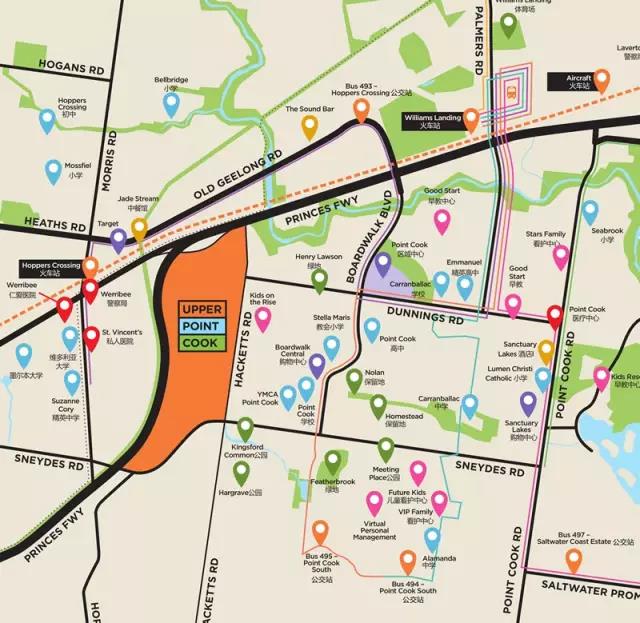 Williams Landing
体育场
PALMERS RD
HOGANS RD
Bellbridge
小学
Bus 493 –
Hoppers Crossing 公交站
Aircraft
火车站
Hoppers
Crossing
初中
The Sound Bar
Williams Landing
火车站
MORRIS RD
Mossfiel
小学
OLD GEELONG RD
Jade Stream
中餐馆
PRINCES FWY
BOARDWALK BLVD
Good Start
早教中心
HEATHS RD
Target
Seabrook
小学
Stars Family
看护中心
Point Cook
区域中心
Henry Lawson
绿地
Hoppers Crossing
火车站
Emmanuel
精英高中
Carranballac
学校
Werribee
仁爱医院
Werribee
警察局
Good
Start
早教
Kids on
the Rise
UPPER
POINT
COOK
DUNNINGS RD
Point Cook
医疗中心
Stella Maris
教会小学
St. Vincent's
私人医院
HACKETTS RD
Point Cook
高中
Sanctuary
Lakes 酒店
POINT COOK RD
维多利亚
大学
Boardwalk
Central
购物中心
墨尔本大学
Nolan
保留地
Lumen Christi
Catholic 小学
Suzanne
Cory
精英中学
YMCA
Point Cook
Point
Cook
学校
Carranballac
中学
Homestead
保留地
Sanctuary
Lakes
购物中心
Kingsford
Common公园
SNEYDES RD
Meeting
Place公园
SNEYDES RD
Featherbrook
绿地
Hargrave公园
Future Kids
儿童看护中心
VIP Family
看护中心
Virtual
Personal
Management
PRINCES FWY
Bus 497 –
Saltwater Coast Estate 公交站
Bus 495 –
Point Cook
South
公交站
Alamanda
中学
POINT COOK RD
Bus 494 –
Point Cook South
公交站
SALTWATER PROM